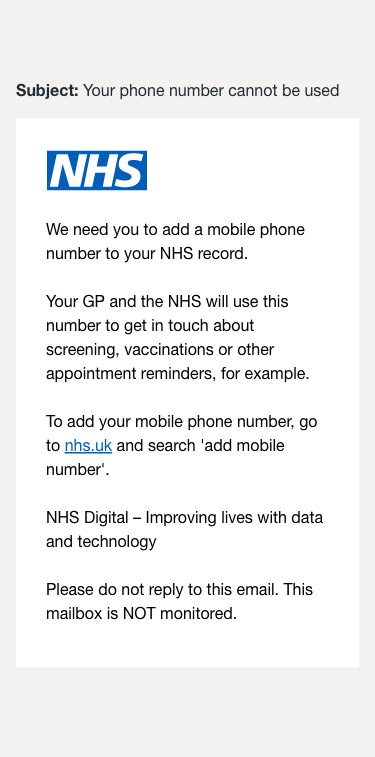 Subject: Your phone number cannot be used
NHS
We need you to add a mobile phone
number to your NHS record.
Your GP and the NHS will use this
number to get in touch about
screening, vaccinations or other
appointment reminders, for example.
To add your mobile phone number, go
to nhs.uk and search 'add mobile
number'.
NHS Digital – Improving lives with data
and technology
Please do not reply to this email. This
mailbox is NOT monitored.